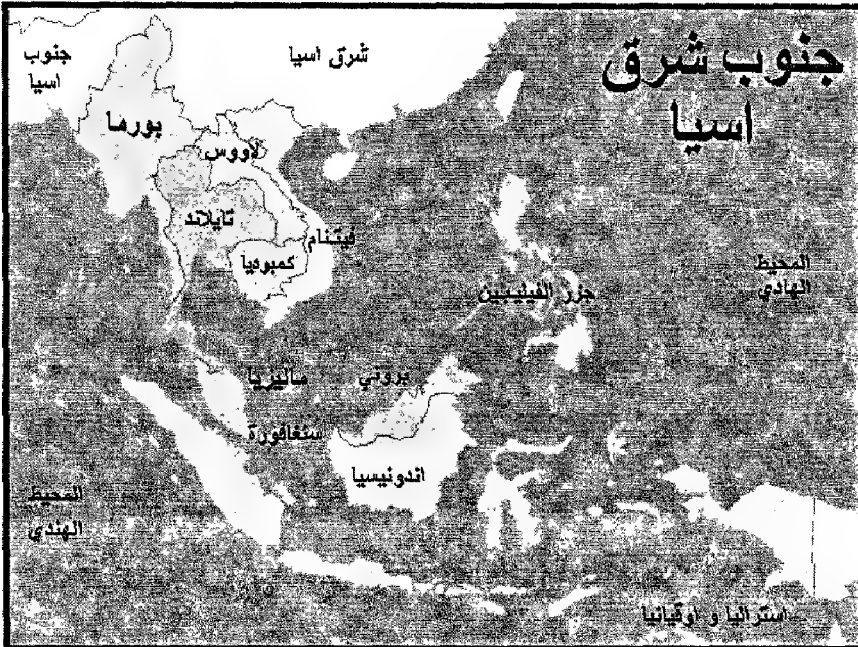 جنوب شرق
اسيا
جنوب
اسيا
شرق اسيا
بورما
لاووس
تايلاند
فيتنام
كمبوديا
جزر الفيليبين
المحيط
الهادي
ماليزيا
بروني
سنغافورة
اندونيسيا
المحيط
الهندي
استراليا و اوقيانيا